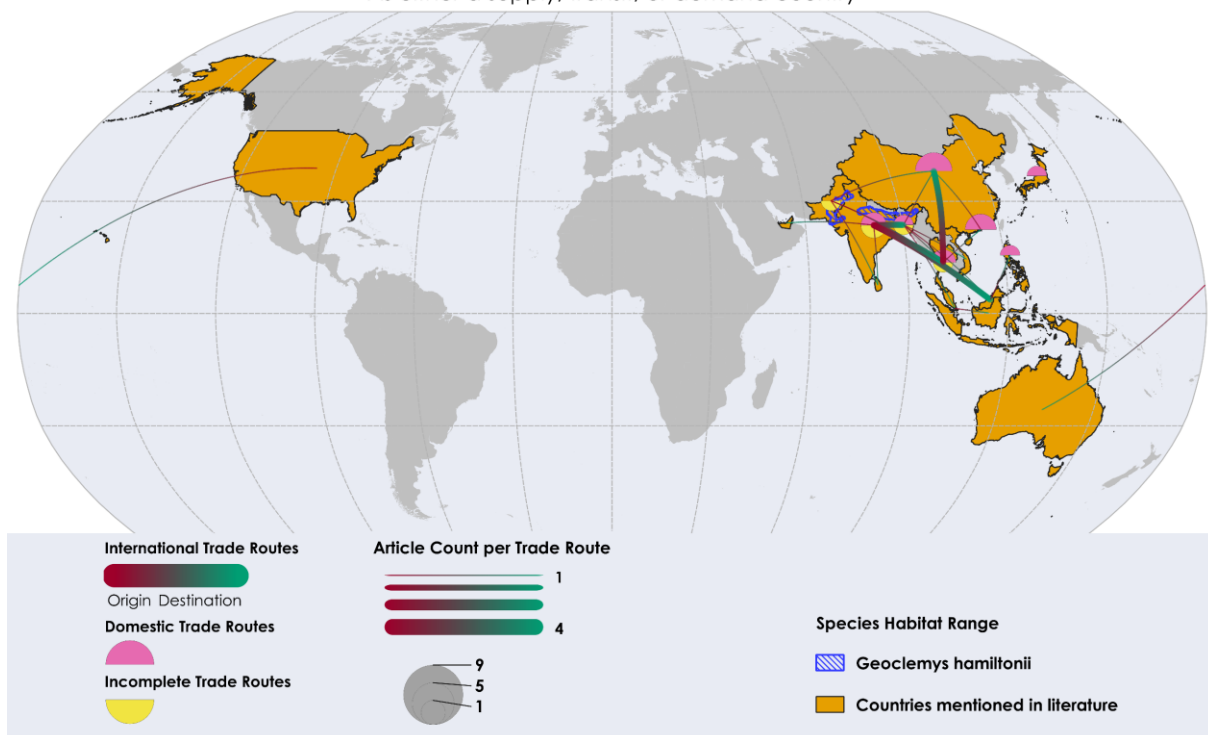 International Trade Routes
Origin Destination
Domestic Trade Routes
Incomplete Trade Routes
Article Count per Trade Route
1
4
9
5
1
Species Habitat Range
Geoclemys hamiltonii
Countries mentioned in literature